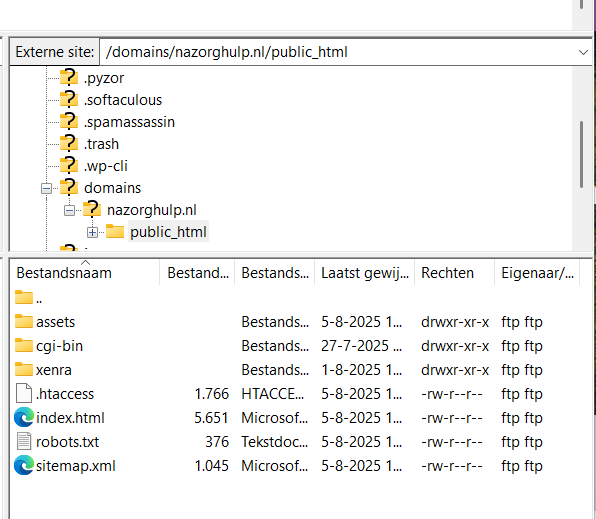 Externe site: /domains/nazorghulp.nl/public_html
.pyzor
.softaculous
.spamassassin
.trash
.wp-cli
domains
nazorghulp.nl
public_html
Bestandsnaam Bestand... Bestands... Laatst gewij... Rechten Eigenaar/...
..
assets Bestands... 5-8-2025 1... drwxr-xr-x ftp ftp
cgi-bin Bestands... 27-7-2025 ... drwxr-xr-x ftp ftp
xenra Bestands... 1-8-2025 1... drwxr-xr-x ftp ftp
.htaccess 1.766 HTACCE... 5-8-2025 1... -rw-r--r-- ftp ftp
index.html 5.651 Microsof... 5-8-2025 1... -rw-r--r-- ftp ftp
robots.txt 376 Tekstdoc... 5-8-2025 1... -rw-r--r-- ftp ftp
sitemap.xml 1.045 Microsof... 5-8-2025 1... -rw-r--r-- ftp ftp